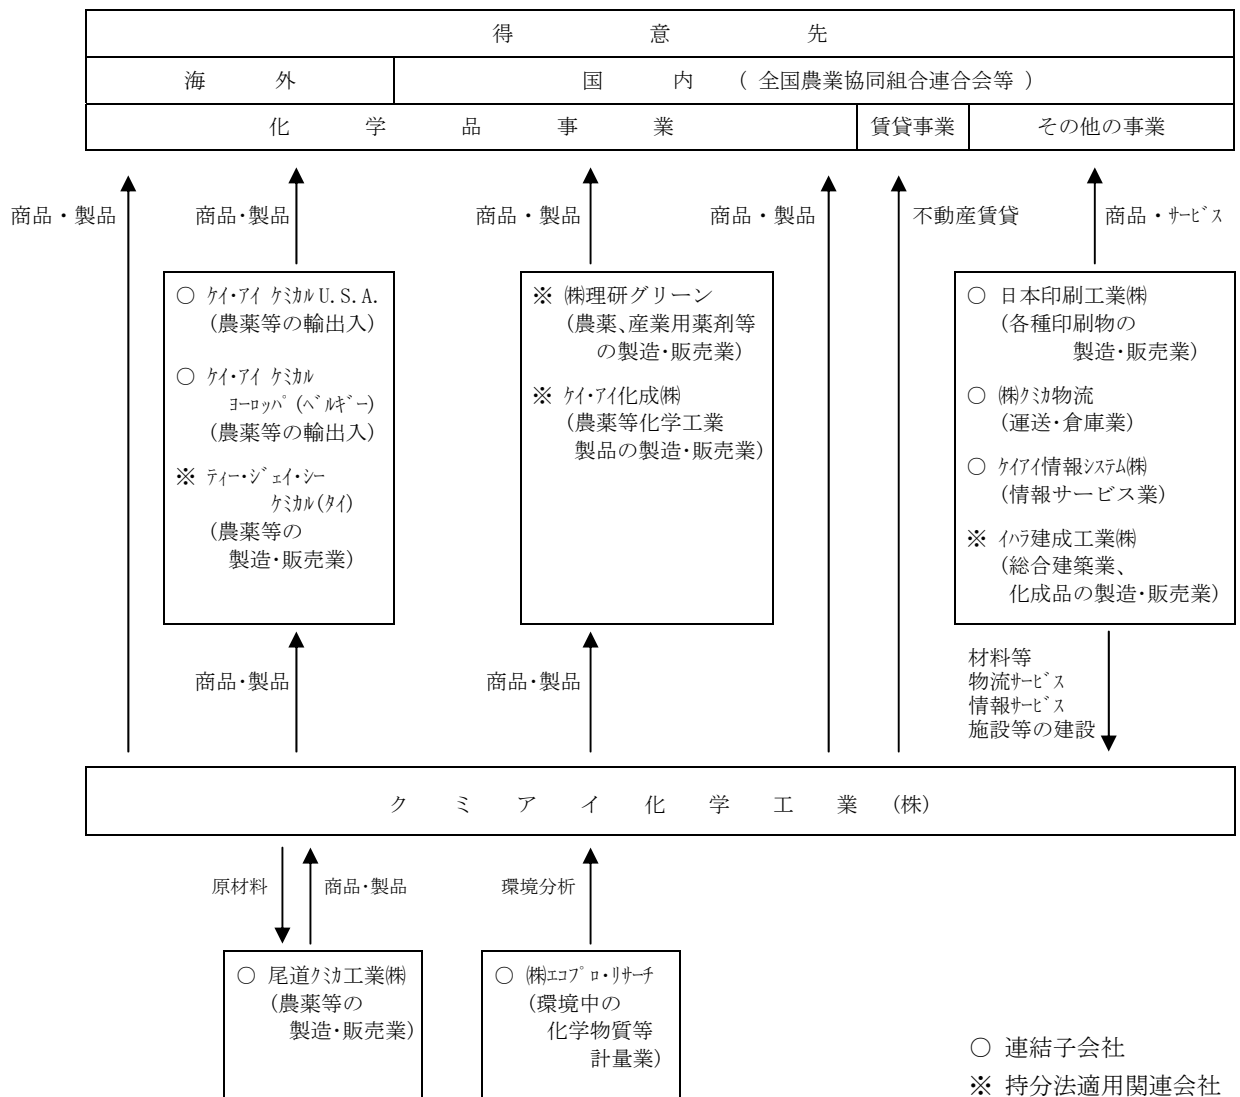 得意先
海外
国内（全国農業協同組合連合会等）
化学品事業
賃貸事業
その他の事業
商品・製品
商品・製品
商品・製品
商品・製品
不動産賃貸
商品・ｻｰﾋﾞｽ
○ ｹｲ・ｱｲ ｹﾐｶﾙ U.S.A.
(農薬等の輸出入)
○ ｹｲ・ｱｲ ｹﾐｶﾙ
ﾖｰﾛｯﾊﾟ(ﾍﾞﾙｷﾞｰ)
(農薬等の輸出入)
※ ﾃｨｰ・ｼﾞｪｲ・ｼｰ
ｹﾐｶﾙ(ﾀｲ)
(農薬等の
製造・販売業)
※ ㈱理研グリーン
(農薬、産業用薬剤等
の製造・販売業)
※ ｹｲ・ｱｲ化成㈱
(農薬等化学工業
製品の製造・販売業)
○ 日本印刷工業㈱
(各種印刷物の
製造・販売業)
○ ㈱ｸﾐｶ物流
(運送・倉庫業)
○ ｹｲｱｲ情報ｼｽﾃﾑ㈱
(情報サービス業)
※ ｲﾊﾗ建成工業㈱
(総合建築業、
化成品の製造・販売業)
商品・製品
商品・製品
材料等
物流ｻｰﾋﾞｽ
情報ｻｰﾋﾞｽ
施設等の建設
クミアイ化学工業(株)
原材料
商品・製品
環境分析
○ 尾道ｸﾐｶ工業㈱
(農薬等の
製造・販売業)
○ ㈱ｴｺﾌﾟﾛ・ﾘｻｰﾁ
(環境中の
化学物質等
計量業)
○ 連結子会社
※ 持分法適用関連会社